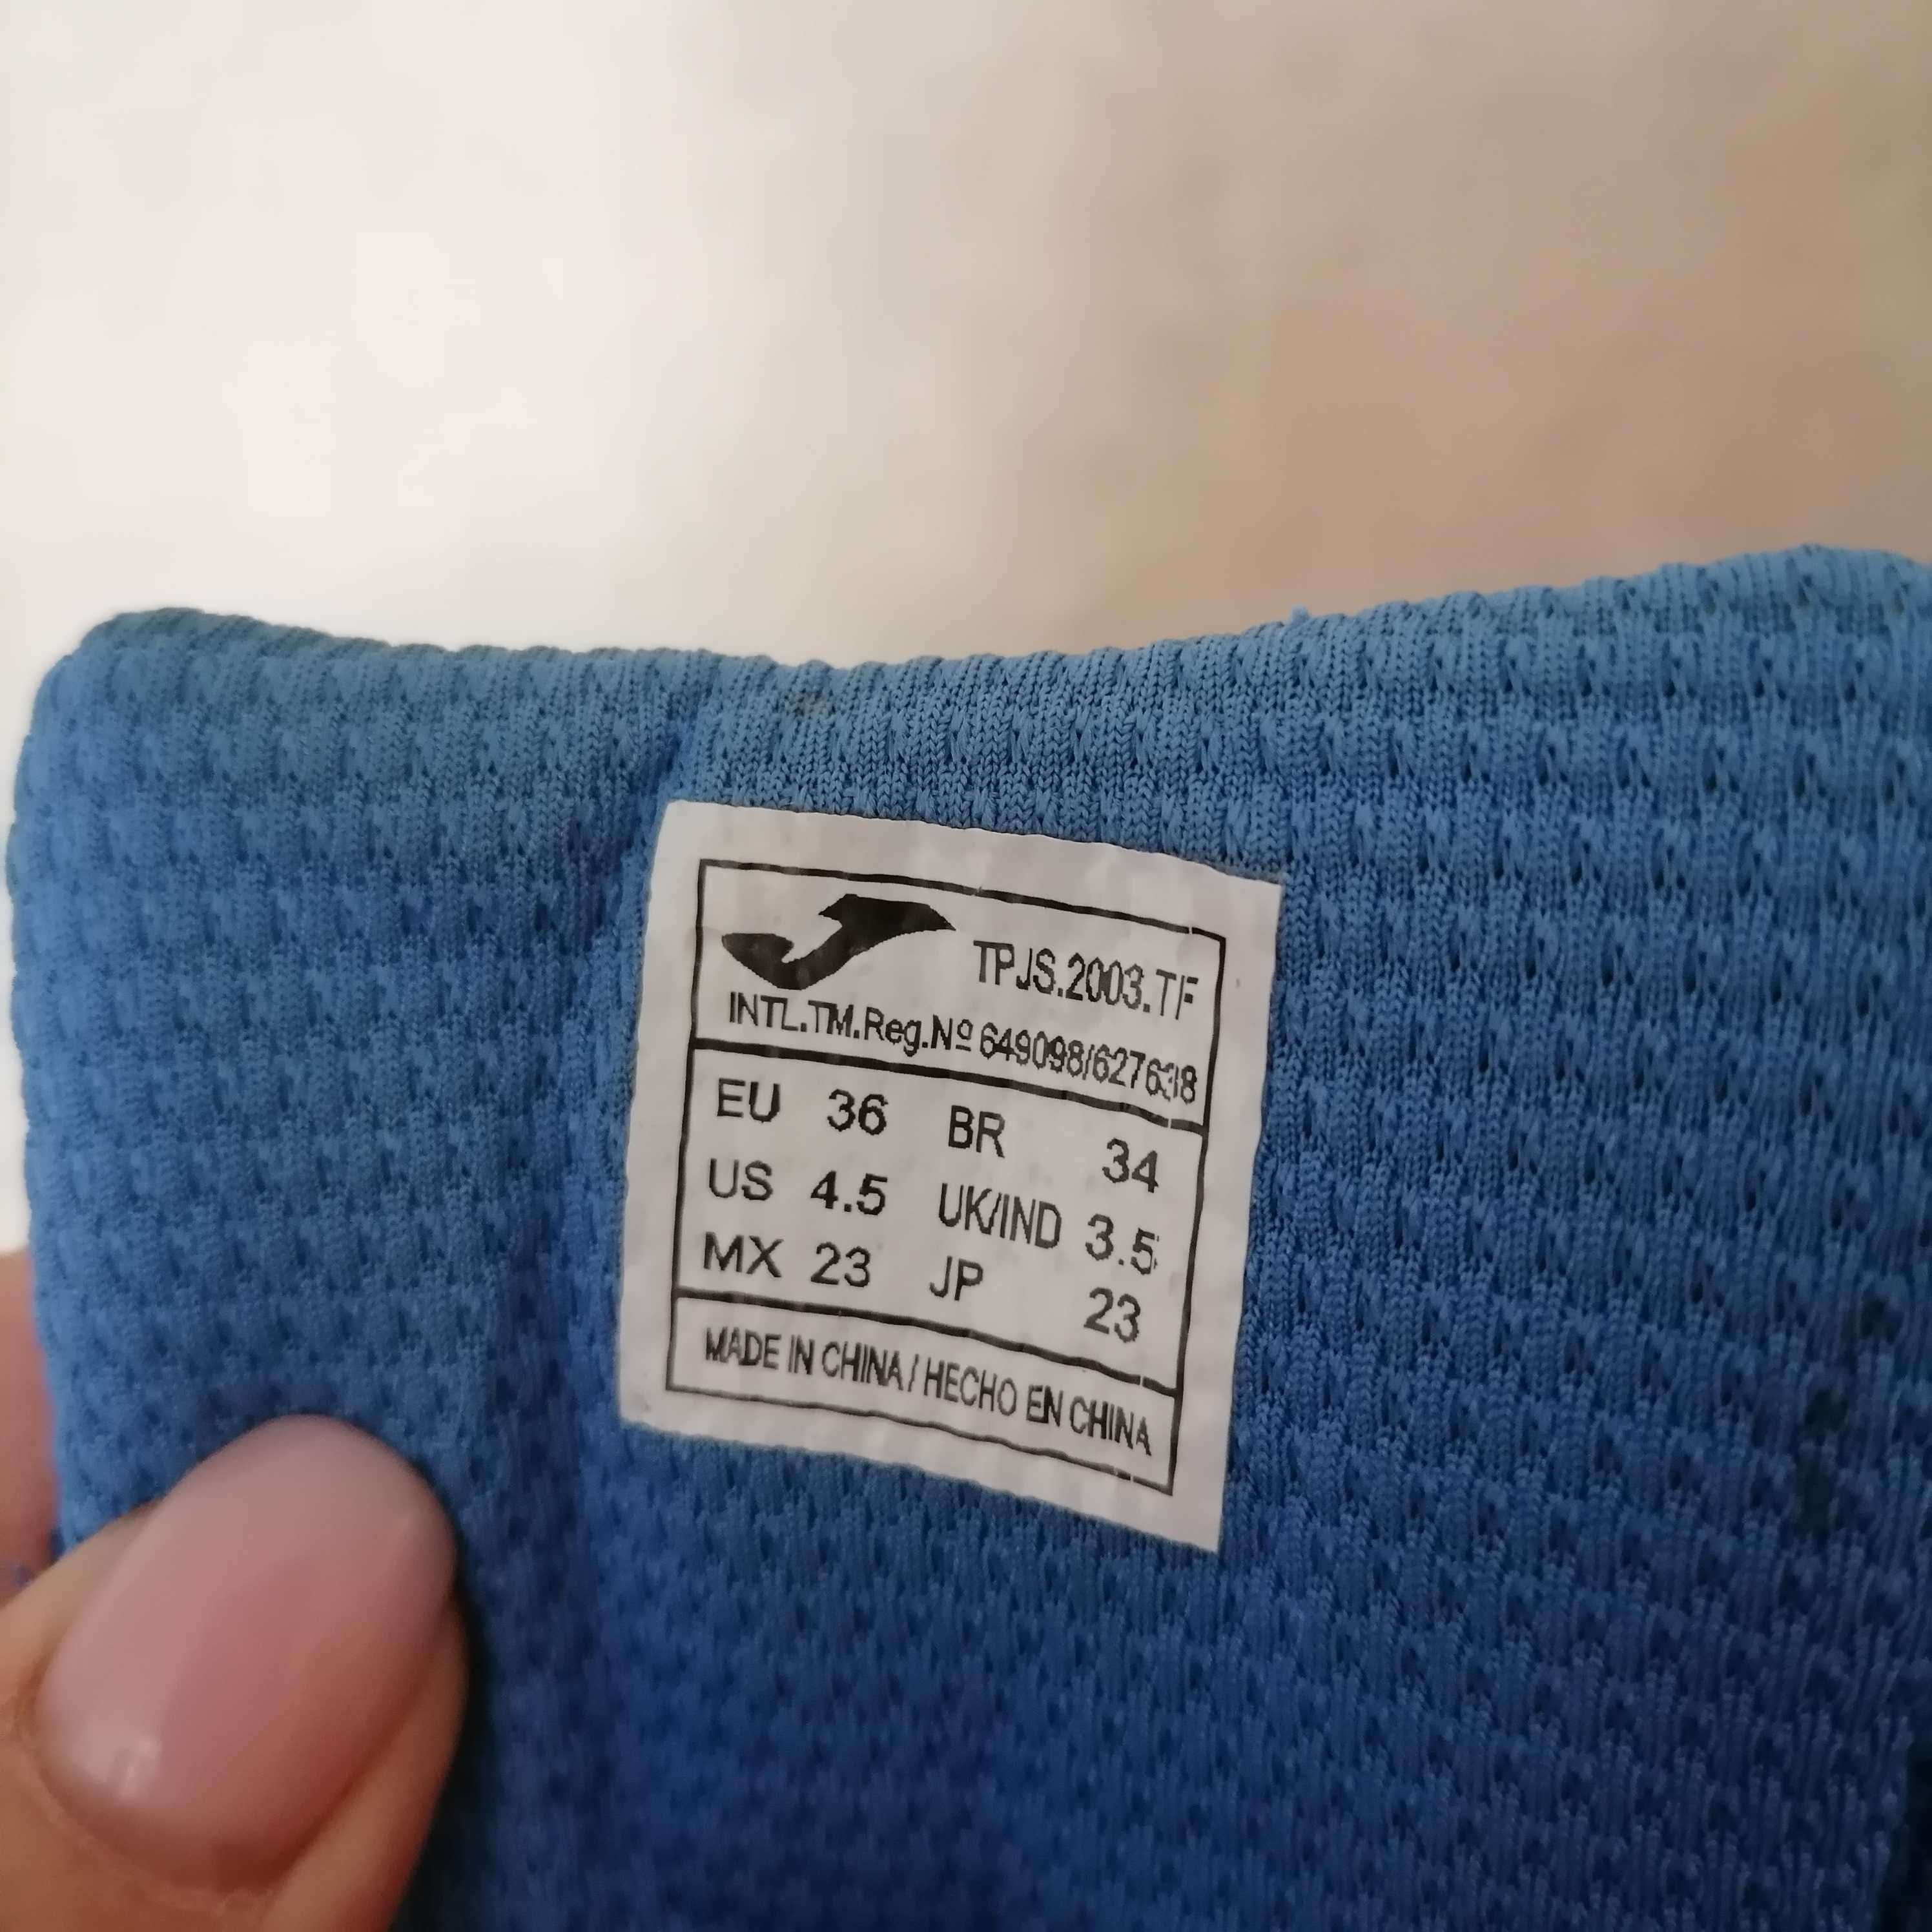 TPJS.2003.TF
INTL.TM.Reg.Nº 649098/627638
EU 36 BR 34
US 4.5 UK/IND 3.5
MX 23 JP 23
MADE IN CHINA / HECHO EN CHINA